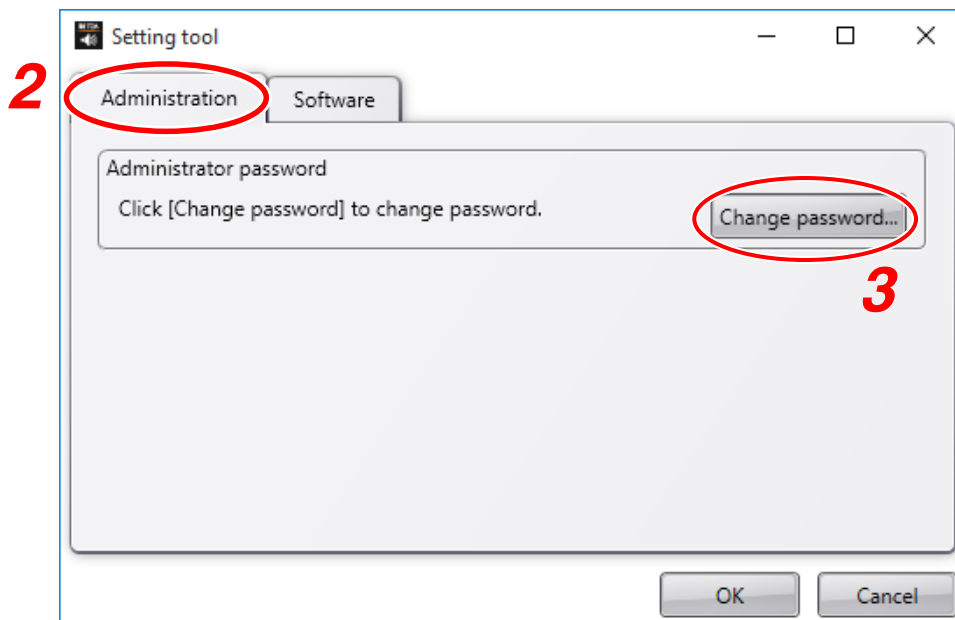 Setting tool
2
Administration
Software
Administrator password
Click [Change password] to change password.
Change password...
3
OK
Cancel